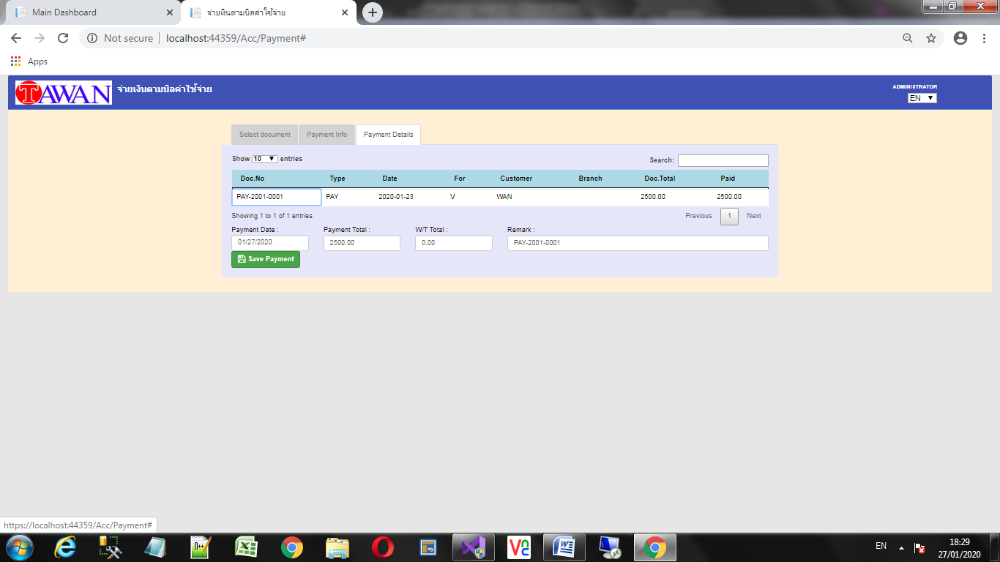 Main Dashboard
จ่ายเงินตามบิลค่าใช้จ่าย
Not secure
localhost:44359/Acc/Payment#
Apps
TAWAN
จ่ายเงินตามบิลค่าใช้จ่าย
ADMINISTRATOR
EN
Select document Payment Info Payment Details
Show 10 entries
Search:
Doc.No Type Date For Customer Branch Doc.Total Paid
PAY-2001-0001 PAY 2020-01-23 V WAN 2500.00 2500.00
Showing 1 to 1 of 1 entries
Previous 1 Next
Payment Date : Payment Total : W/T Total : Remark :
01/27/2020 2500.00 0.00 PAY-2001-0001
Save Payment
https://localhost:44359/Acc/Payment#
EN
18:29
27/01/2020